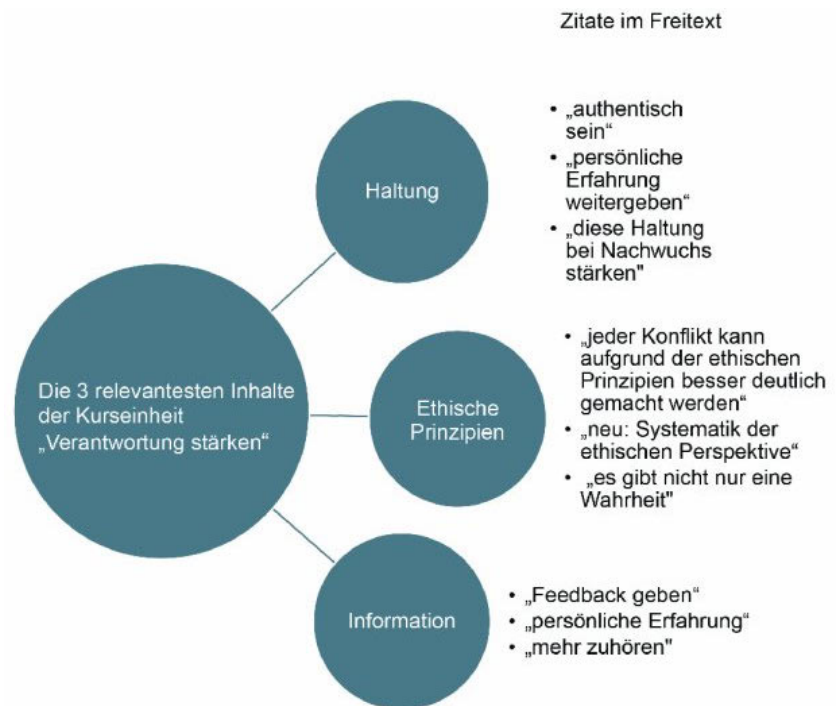 Zitate im Freitext
Haltung
• „authentisch
sein“
• „persönliche
Erfahrung
weitergeben“
• „diese Haltung
bei Nachwuchs
stärken"
Die 3 relevantesten Inhalte
der Kurseinheit
„Verantwortung stärken“
Ethische
Prinzipien
• „jeder Konflikt kann
aufgrund der ethischen
Prinzipien besser deutlich
gemacht werden“
• „neu: Systematik der
ethischen Perspektive“
• „es gibt nicht nur eine
Wahrheit"
Information
• „Feedback geben“
• „persönliche Erfahrung“
• „mehr zuhören"